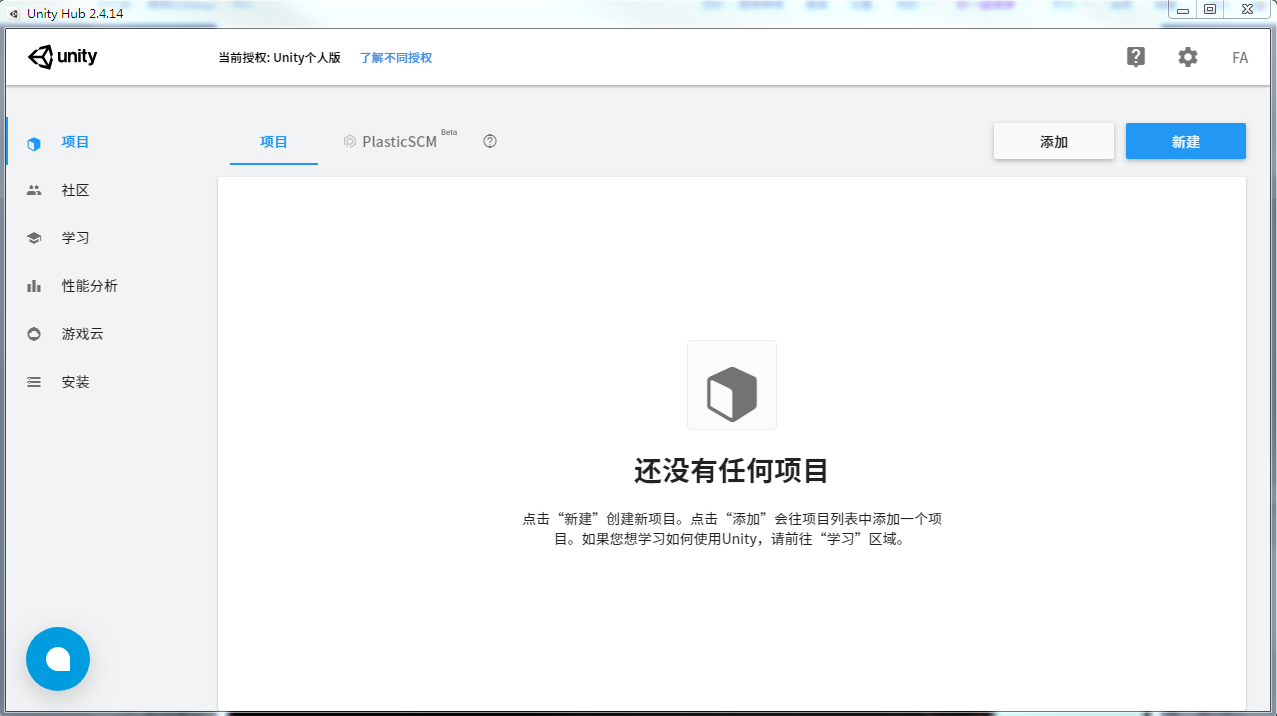 Unity Hub 2.4.14
unity
当前授权: Unity个人版
了解不同授权
FA
项目
社区
学习
性能分析
游戏云
安装
项目
PlasticSCM Beta
添加
新建
还没有任何项目
点击“新建”创建新项目。点击“添加”会往项目列表中添加一个项
目。如果您想学习如何使用Unity，请前往“学习”区域。